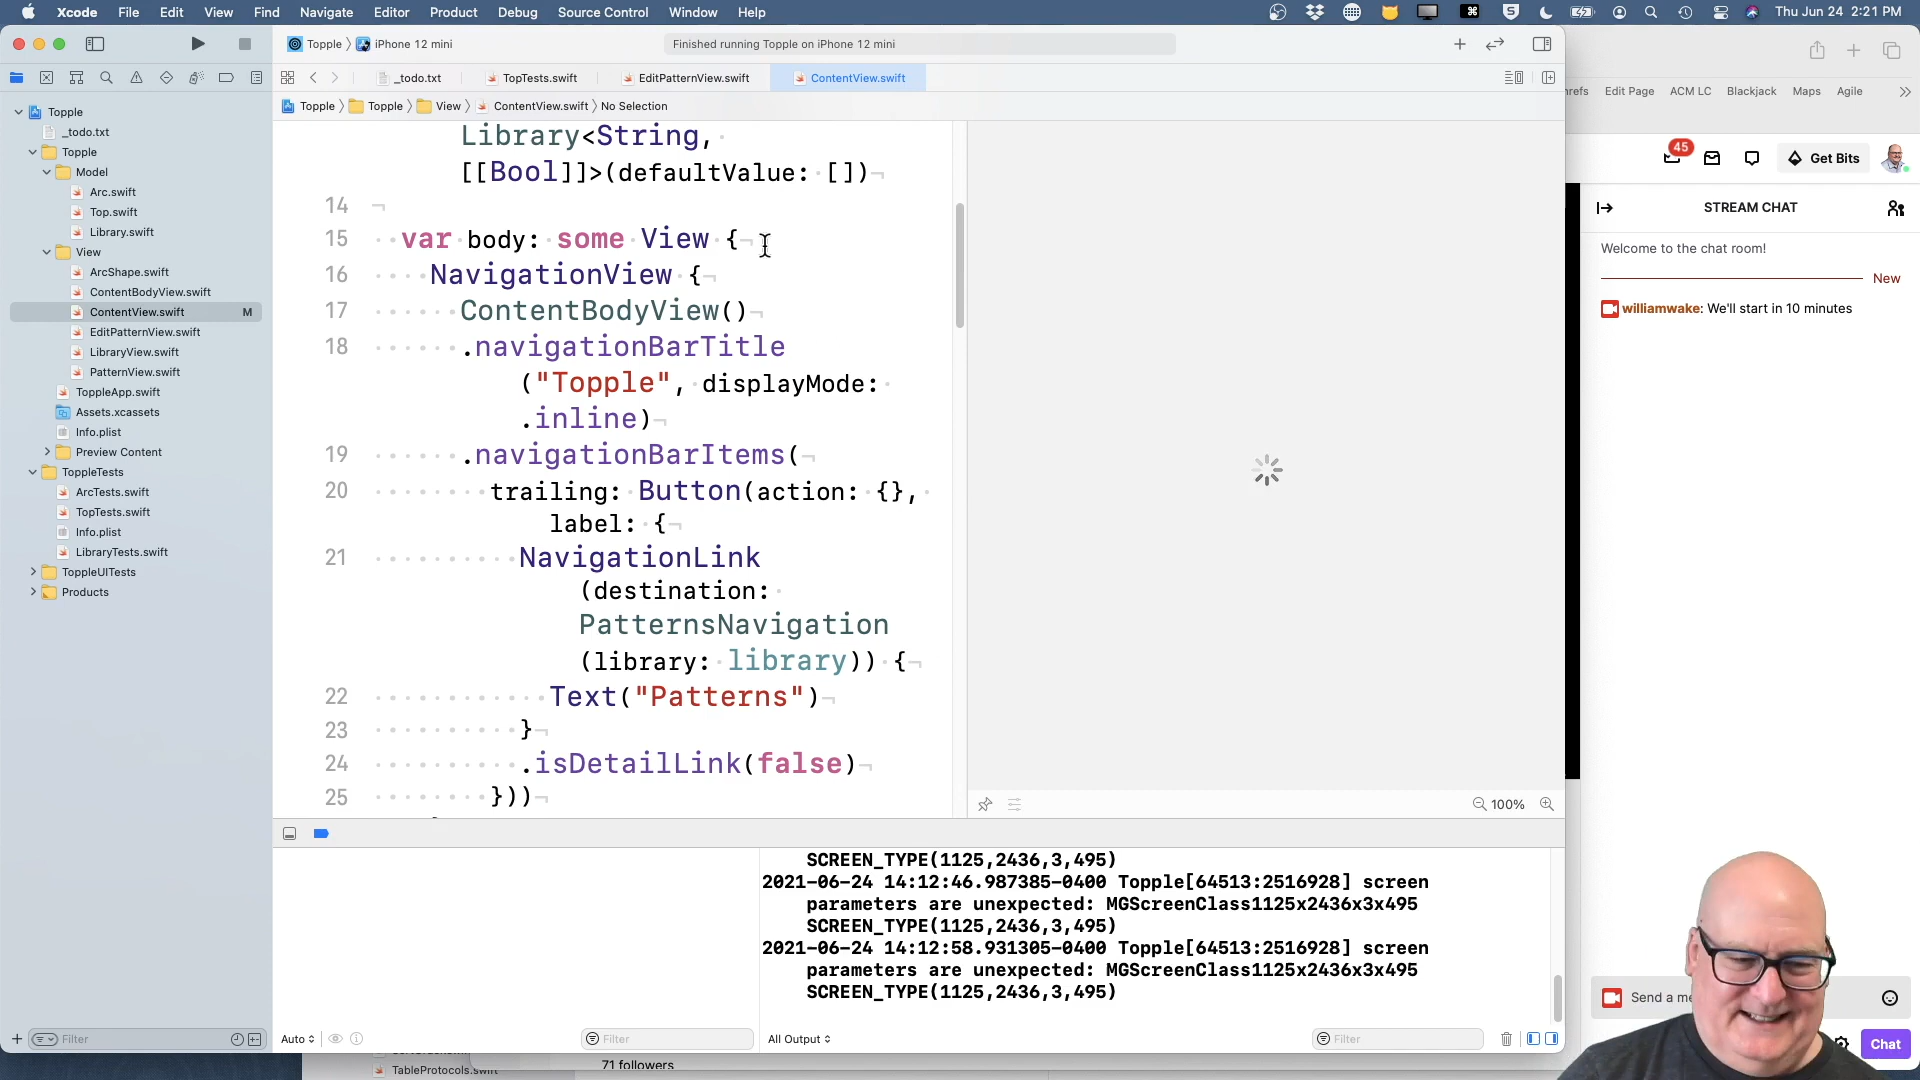 Xcode File Edit View Find Navigate Editor Product Debug Source Control Window Help Thu Jun 24 2:21 PM
Topple 〉 iPhone 12 mini
Finished running Topple on iPhone 12 mini
_todo.txt TopTests.swift EditPatternView.swift ContentView.swift
Topple 〉 Topple 〉 View 〉 ContentView.swift 〉 No Selection
Topple
_todo.txt
Topple
Model
Arc.swift
Top.swift
Library.swift
View
ArcShape.swift
ContentBodyView.swift
ContentView.swift M
EditPatternView.swift
LibraryView.swift
PatternView.swift
ToppleApp.swift
Assets.xcassets
Info.plist
Preview Content
ToppleTests
ArcTests.swift
TopTests.swift
Info.plist
LibraryTests.swift
ToppleUITests
Products
Filter
Library<String,
[[Bool]]>(defaultValue: [])
14
15 var body: some View {
16 NavigationView {
17 ContentBodyView()
18 .navigationBarTitle
("Topple", displayMode:
.inline)
19 .navigationBarItems(
20 trailing: Button(action: {},
label: {
21 NavigationLink
(destination:
PatternsNavigation
(library: library)) {
22 Text("Patterns")
23 }
24 .isDetailLink(false)
25 }))
100%
SCREEN_TYPE(1125,2436,3,495)
2021-06-24 14:12:46.987385-0400 Topple[64513:2516928] screen
parameters are unexpected: MGScreenClass1125x2436x3x495
SCREEN_TYPE(1125,2436,3,495)
2021-06-24 14:12:58.931305-0400 Topple[64513:2516928] screen
parameters are unexpected: MGScreenClass1125x2436x3x495
SCREEN_TYPE(1125,2436,3,495)
Auto Filter All Output Filter
TableProtocols.swift
71 followers
Edit Page ACM LC Blackjack Maps Agile
45
Get Bits
STREAM CHAT
Welcome to the chat room!
New
williamwake: We'll start in 10 minutes
Send a
Chat